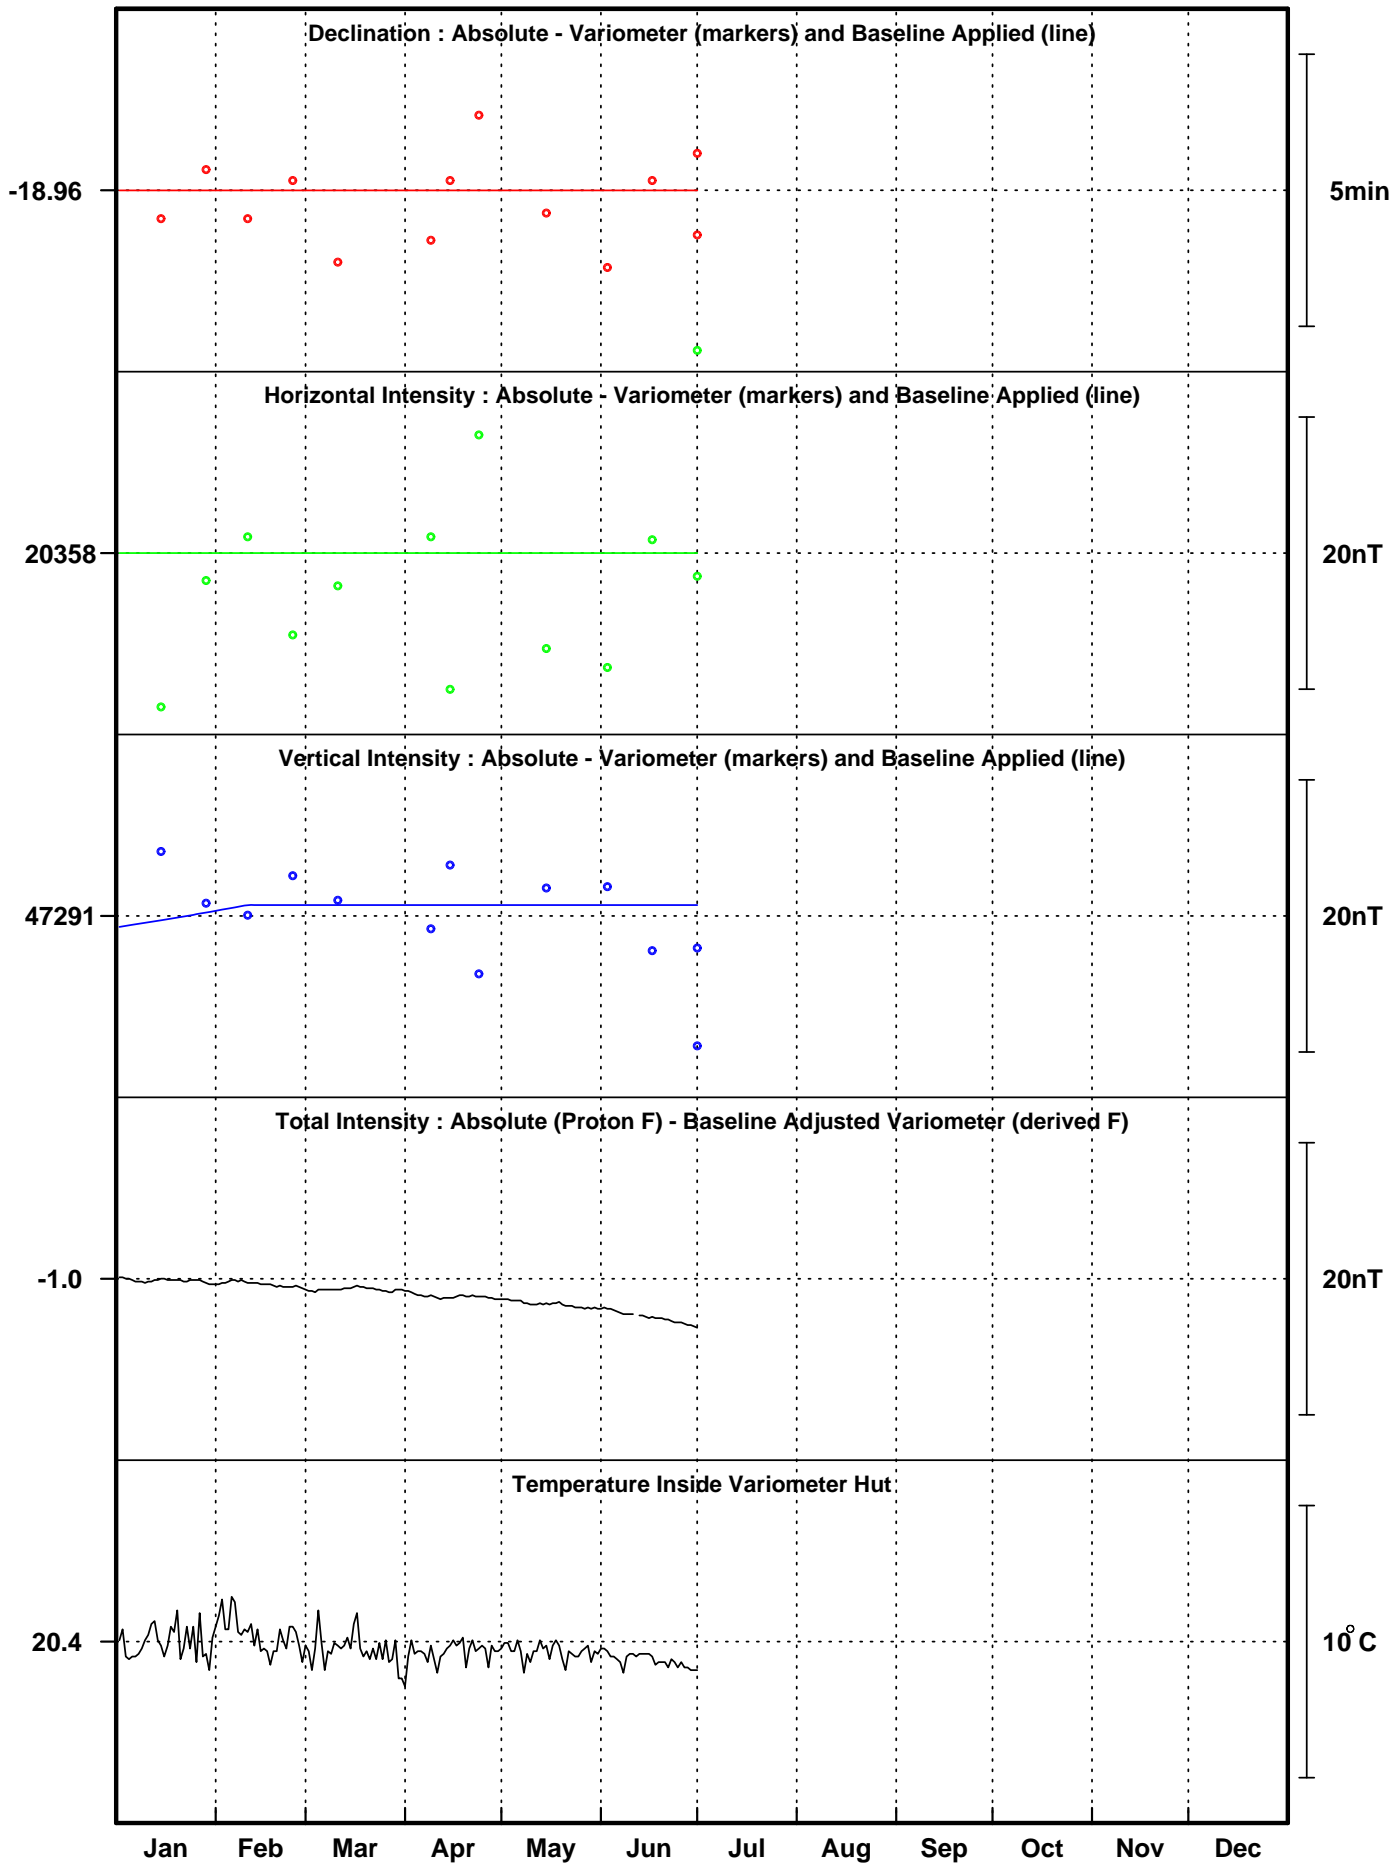 Declination : Absolute - Variometer (markers) and Baseline Applied (line)
-18.96
5min
Horizontal Intensity : Absolute - Variometer (markers) and Baseline Applied (line)
20358
20nT
Vertical Intensity : Absolute - Variometer (markers) and Baseline Applied (line)
47291
20nT
Total Intensity : Absolute (Proton F) - Baseline Adjusted Variometer (derived F)
-1.0
20nT
Temperature Inside Variometer Hut
20.4
10°C
Jan Feb Mar Apr May Jun Jul Aug Sep Oct Nov Dec